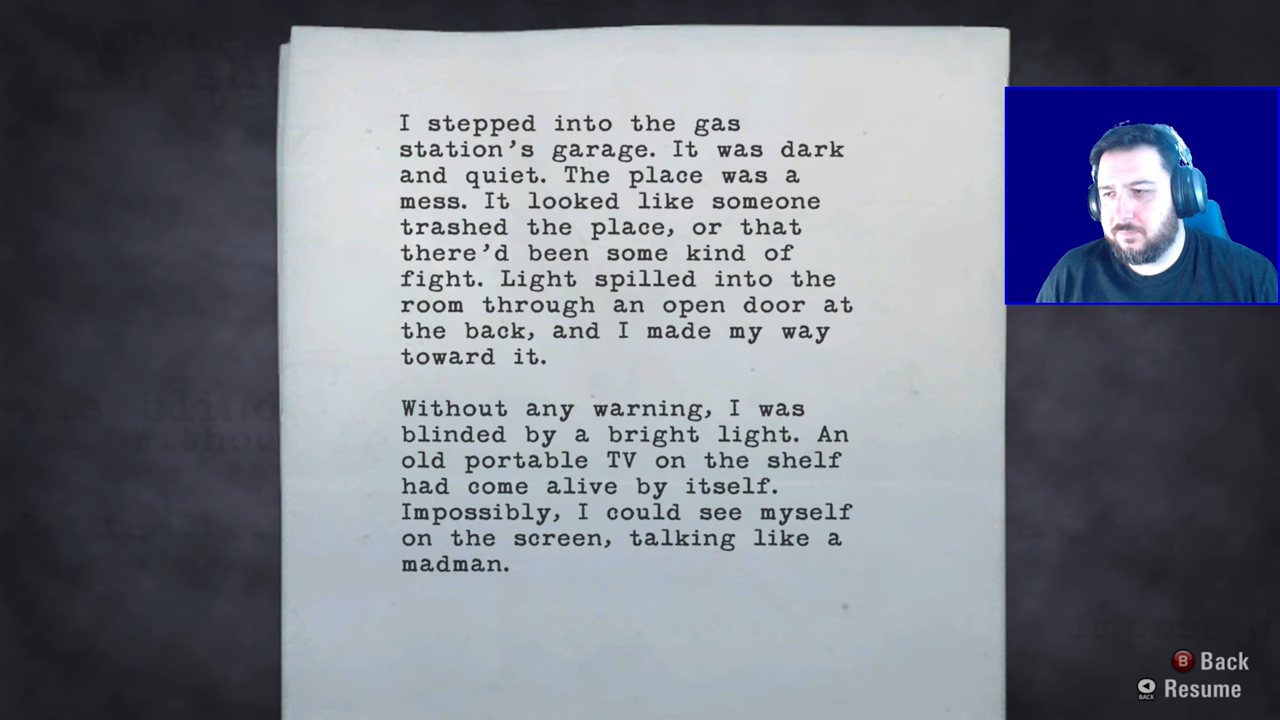 I stepped into the gas
station’s garage. It was dark
and quiet. The place was a
mess. It looked like someone
trashed the place, or that
there’d been some kind of
fight. Light spilled into the
room through an open door at
the back, and I made my way
toward it.
Without any warning, I was
blinded by a bright light. An
old portable TV on the shelf
had come alive by itself.
Impossibly, I could see myself
on the screen, talking like a
madman.
B Back
BACK Resume